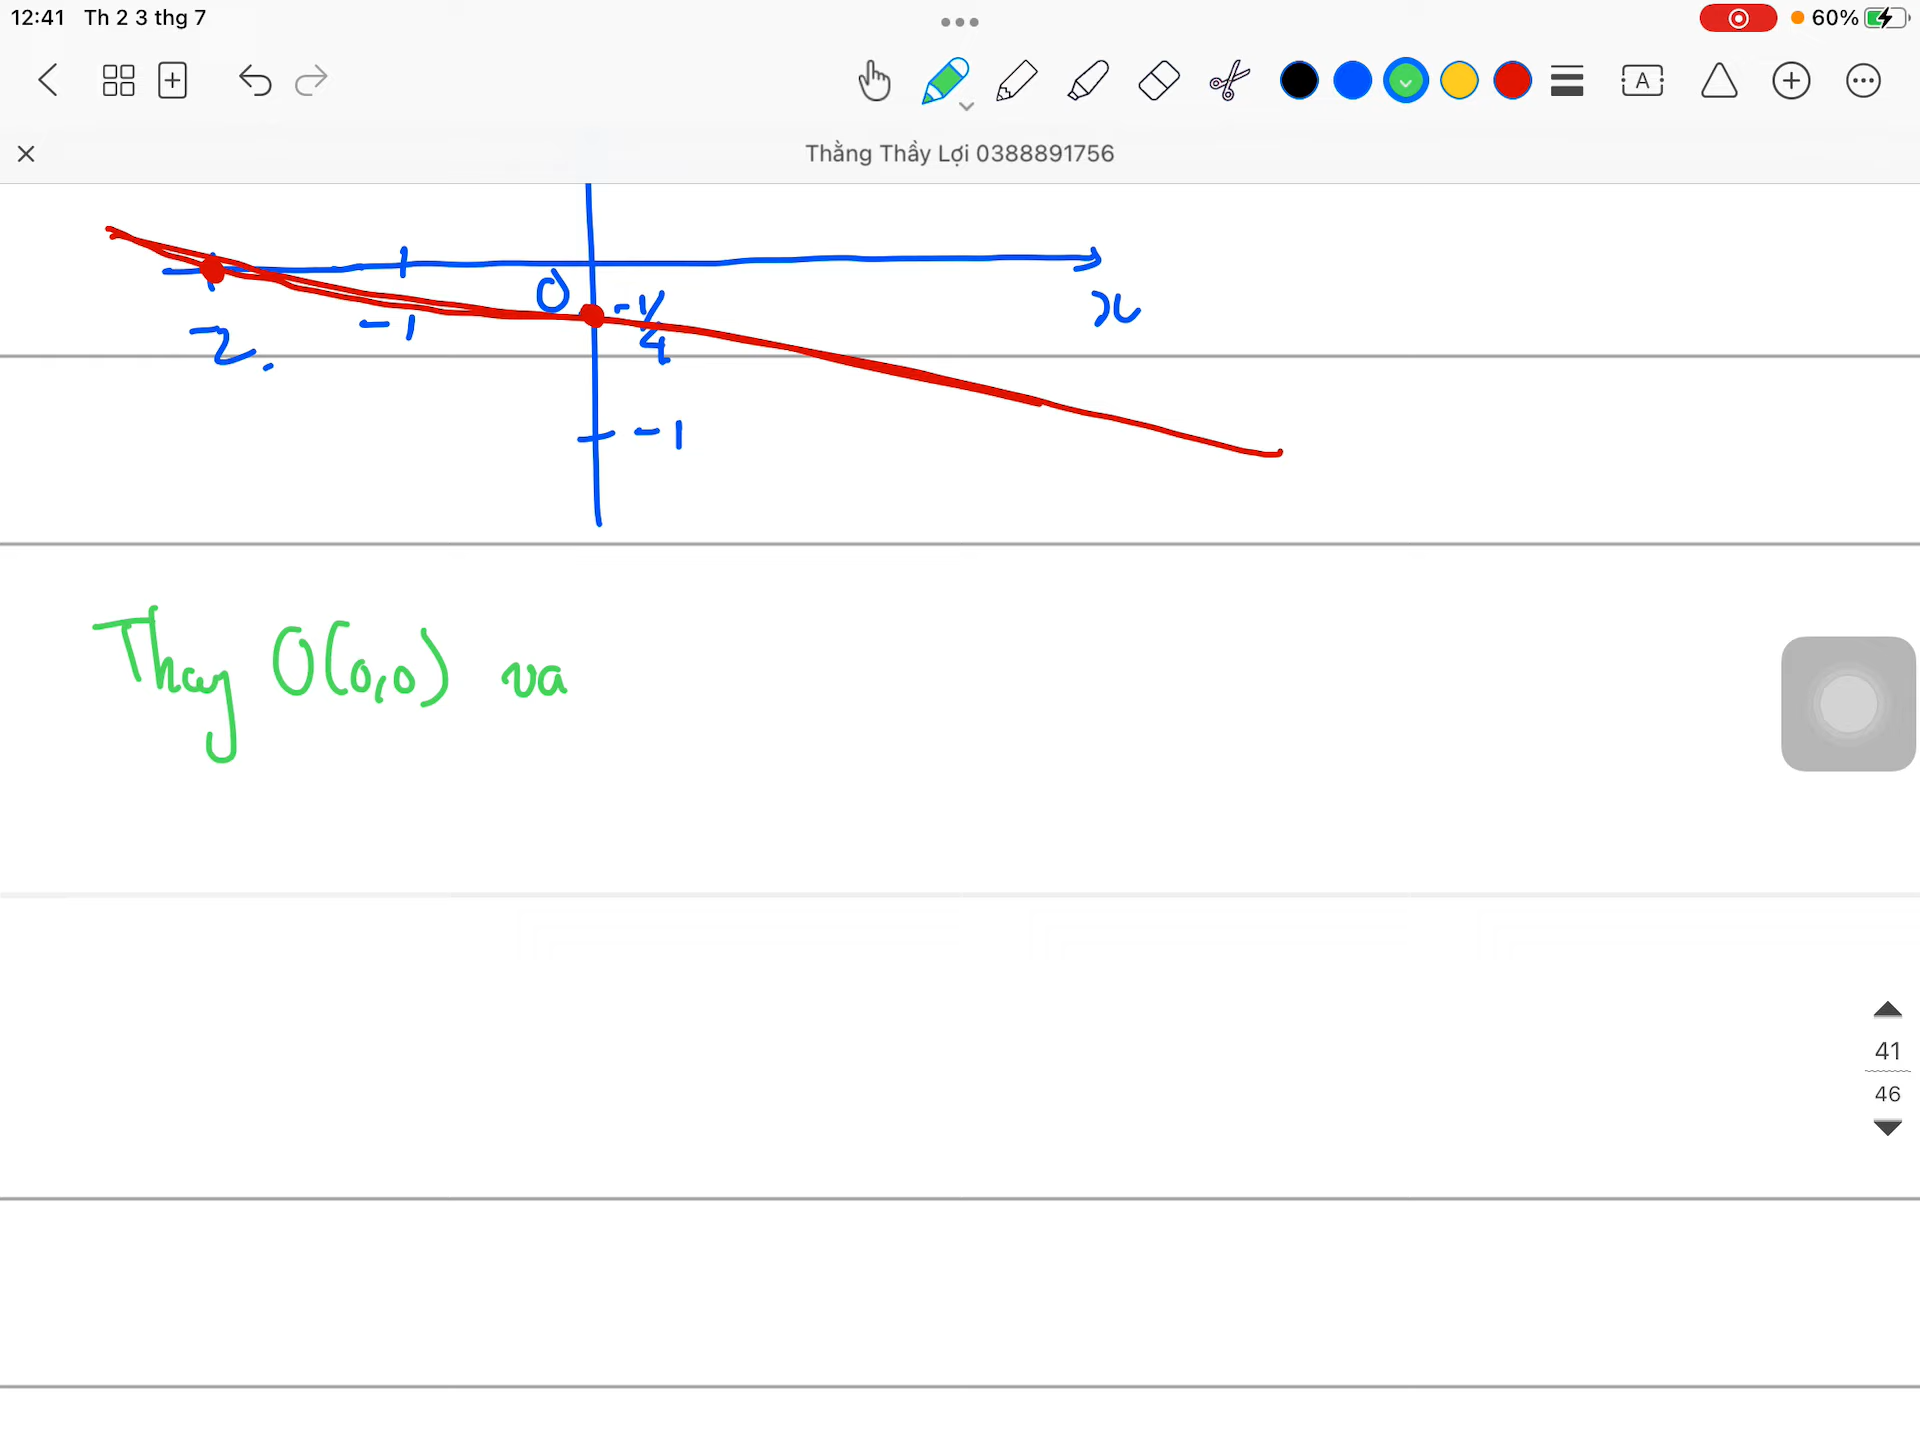 12:41 Th 2 3 thg 7
60%
A
Thằng Thầy Lợi 0388891756
-2. -1 O -1/4 x
-1
Thay O(0,0) va
41
46